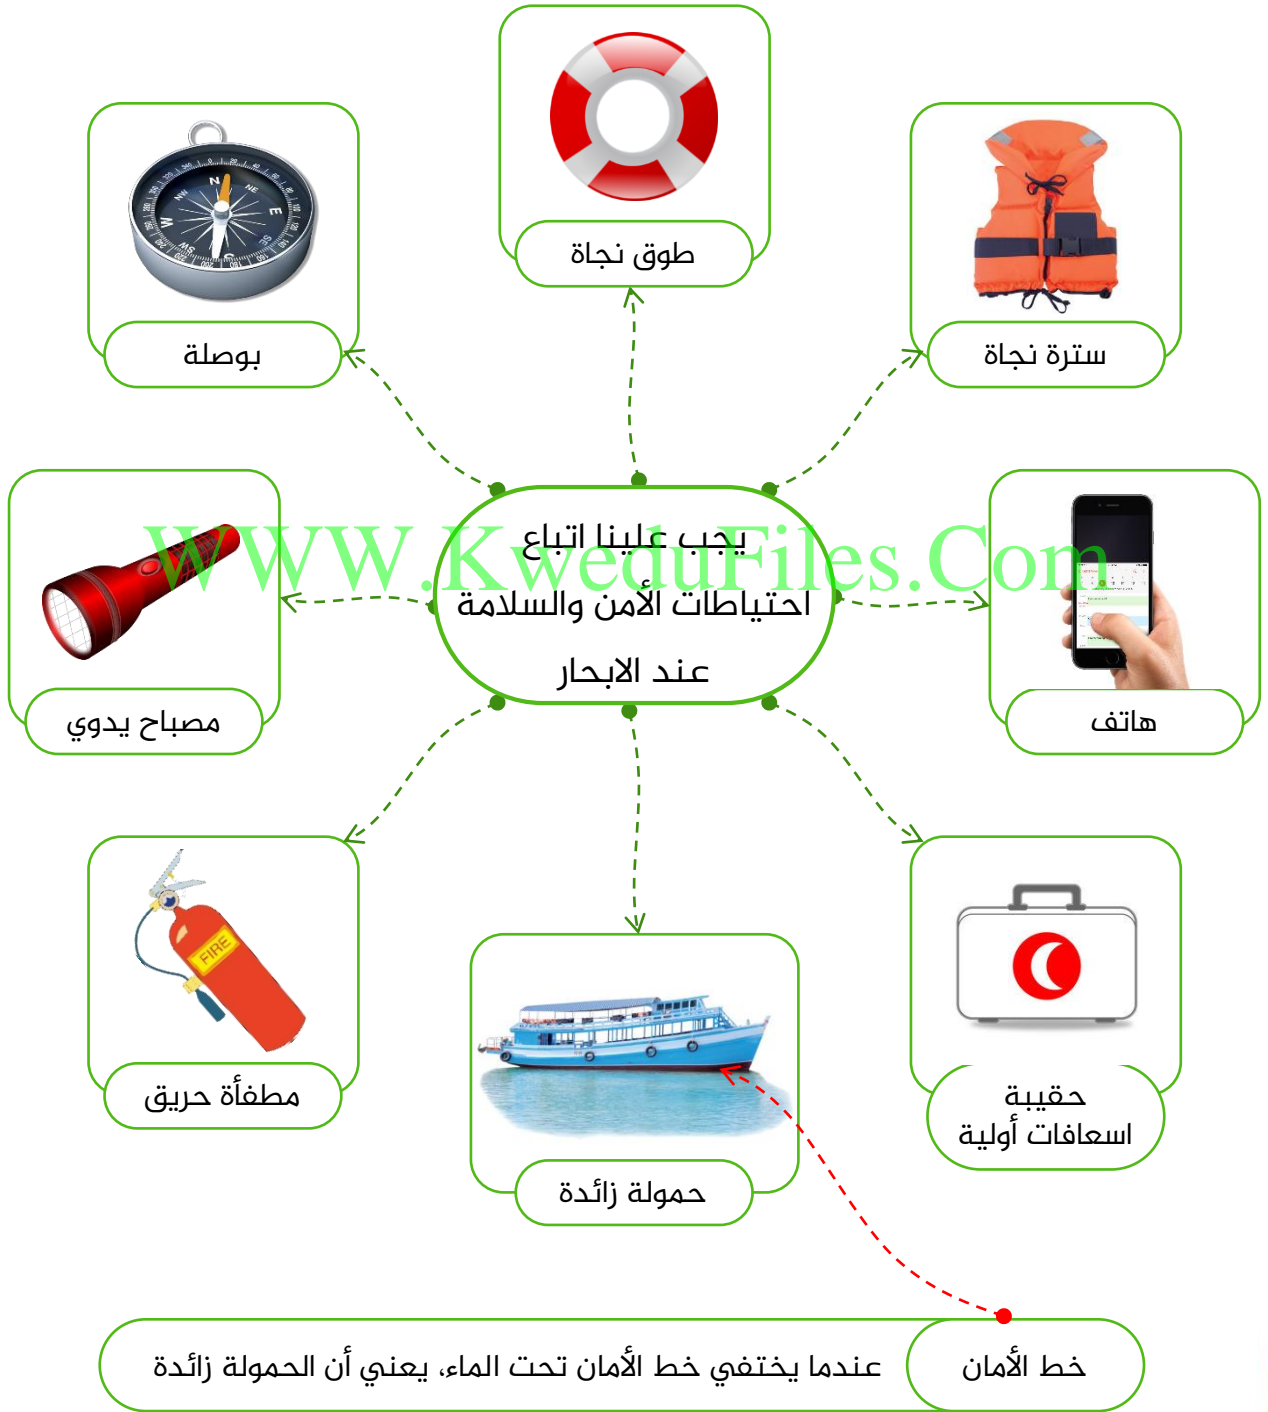 طوق نجاة
بوصلة
سترة نجاة
يجب علينا اتباع
احتياطات الأمن والسلامة
عند الابحار
WWW.KweduFiles.Com
مصباح يدوي
هاتف
FIRE
مطفأة حريق
حقيبة
اسعافات أولية
حمولة زائدة
خط الأمان
عندما يختفي خط الأمان تحت الماء، يعني أن الحمولة زائدة